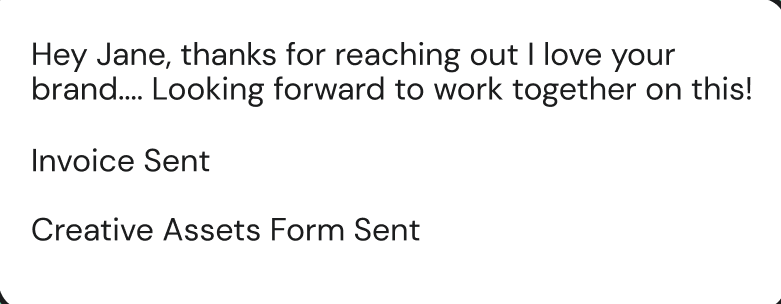 Hey Jane, thanks for reaching out I love your
brand.... Looking forward to work together on this!
Invoice Sent
Creative Assets Form Sent